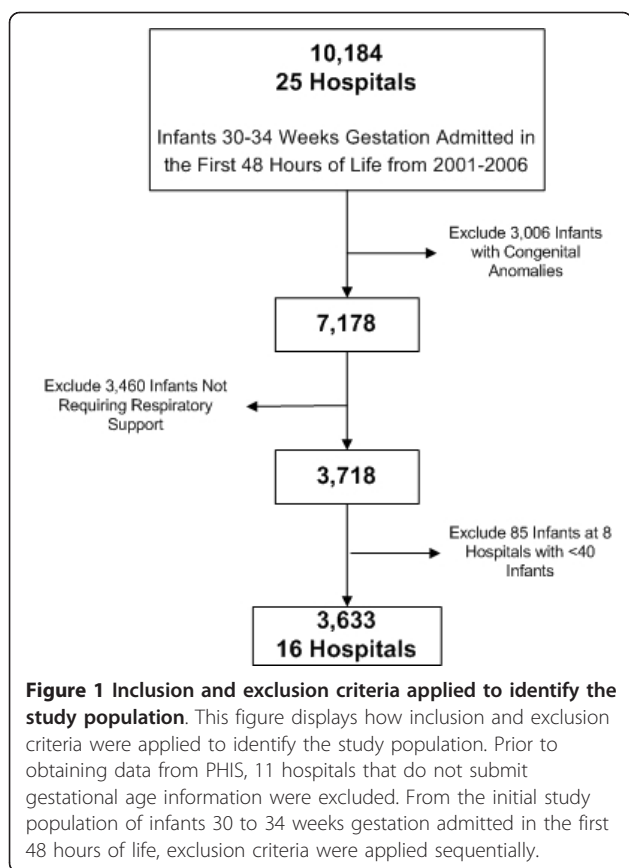 10,184
25 Hospitals
Infants 30-34 Weeks Gestation Admitted in
the First 48 Hours of Life from 2001-2006
Exclude 3,006 Infants
with Congenital
Anomalies
7,178
Exclude 3,460 Infants Not
Requiring Respiratory
Support
3,718
Exclude 85 Infants at 8
Hospitals with <40
Infants
3,633
16 Hospitals
Figure 1 Inclusion and exclusion criteria applied to identify the
study population. This figure displays how inclusion and exclusion
criteria were applied to identify the study population. Prior to
obtaining data from PHIS, 11 hospitals that do not submit
gestational age information were excluded. From the initial study
population of infants 30 to 34 weeks gestation admitted in the first
48 hours of life, exclusion criteria were applied sequentially.